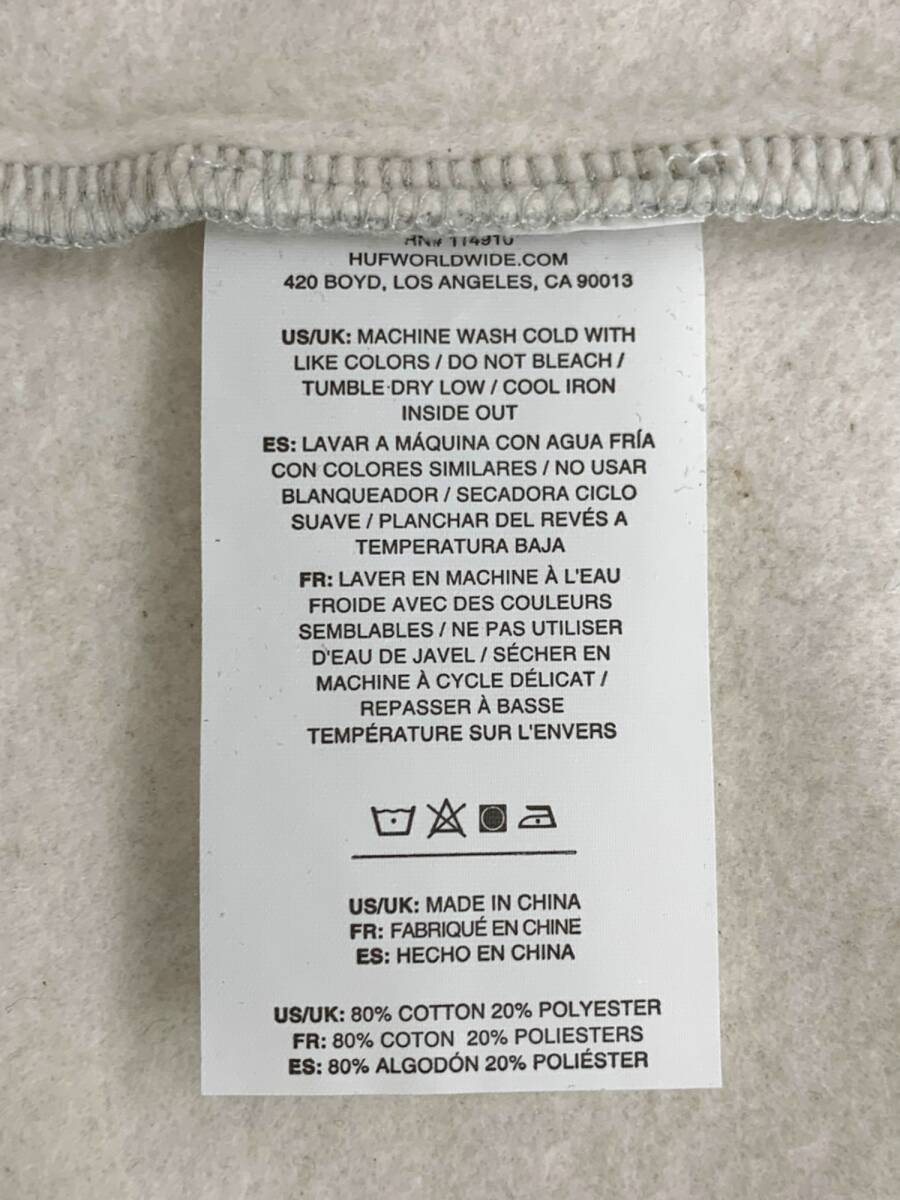 RN# 114910
HUFWORLDWIDE.COM
420 BOYD, LOS ANGELES, CA 90013
US/UK: MACHINE WASH COLD WITH
LIKE COLORS / DO NOT BLEACH /
TUMBLE DRY LOW / COOL IRON
INSIDE OUT
ES: LAVAR A MÁQUINA CON AGUA FRÍA
CON COLORES SIMILARES / NO USAR
BLANQUEADOR / SECADORA CICLO
SUAVE / PLANCHAR DEL REVÉS A
TEMPERATURA BAJA
FR: LAVER EN MACHINE À L'EAU
FROIDE AVEC DES COULEURS
SEMBLABLES / NE PAS UTILISER
D'EAU DE JAVEL / SÉCHER EN
MACHINE À CYCLE DÉLICAT /
REPASSER À BASSE
TEMPÉRATURE SUR L'ENVERS
US/UK: MADE IN CHINA
FR: FABRIQUÉ EN CHINE
ES: HECHO EN CHINA
US/UK: 80% COTTON 20% POLYESTER
FR: 80% COTON 20% POLIESTERS
ES: 80% ALGODÓN 20% POLIÉSTER